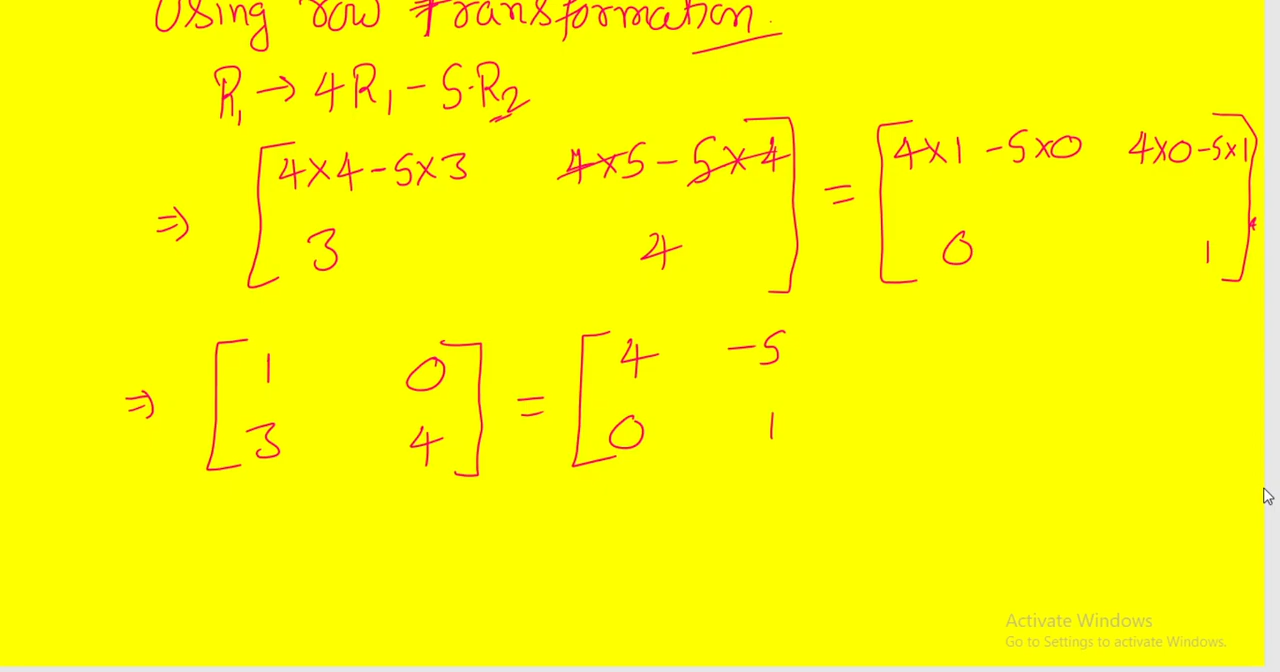 Using row Transformation.
R₁ → 4R₁ - 5·R₂
⇒ [ 4×4-5×3 4×5 - 5×4 ] = [ 4×1 -5×0 4×0-5×1 ]
3 4 0 1
⇒ [ 1 0 ] = [ 4 -5 ]
3 4 0 1
Activate Windows
Go to Settings to activate Windows.